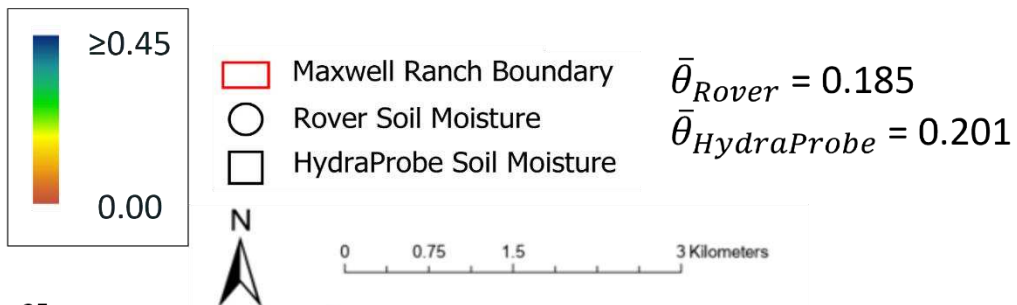 ≥0.45
0.00
Maxwell Ranch Boundary
Rover Soil Moisture
HydraProbe Soil Moisture
θ̄Rover = 0.185
θ̄HydraProbe = 0.201
N
0 0.75 1.5 3 Kilometers